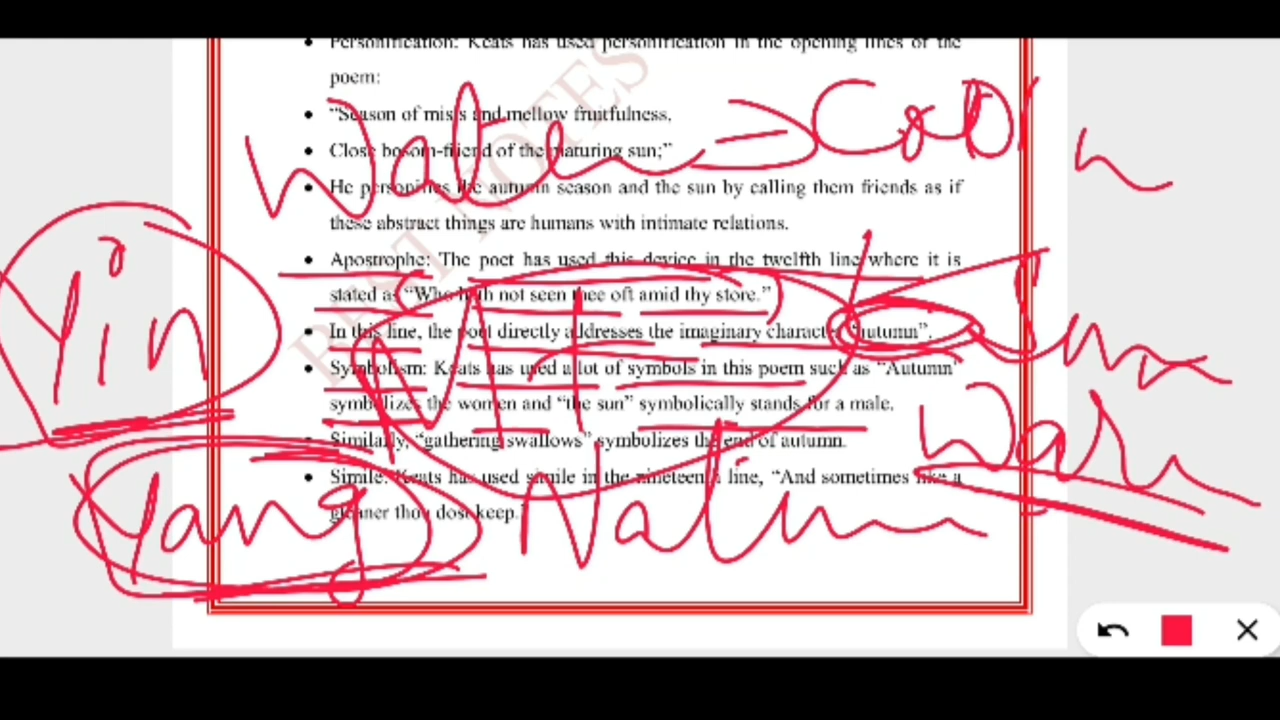 • Personification: Keats has used personification in the opening lines of the
poem:
• “Season of mists and mellow fruitfulness,
• Close bosom-friend of the maturing sun;”
• He personifies the autumn season and the sun by calling them friends as if
these abstract things are humans with intimate relations.
• Apostrophe: The poet has used this device in the twelfth line where it is
stated as “Who hath not seen thee oft amid thy store.”
• In this line, the poet directly addresses the imaginary character “autumn”.
• Symbolism: Keats has used a lot of symbols in this poem such as “Autumn”
symbolizes the women and “the sun” symbolically stands for a male.
• Similarly, “gathering swallows” symbolizes the end of autumn.
• Simile: Keats has used simile in the nineteenth line, “And sometimes like a
gleaner thou dost keep.”
Water
Yin
Yang